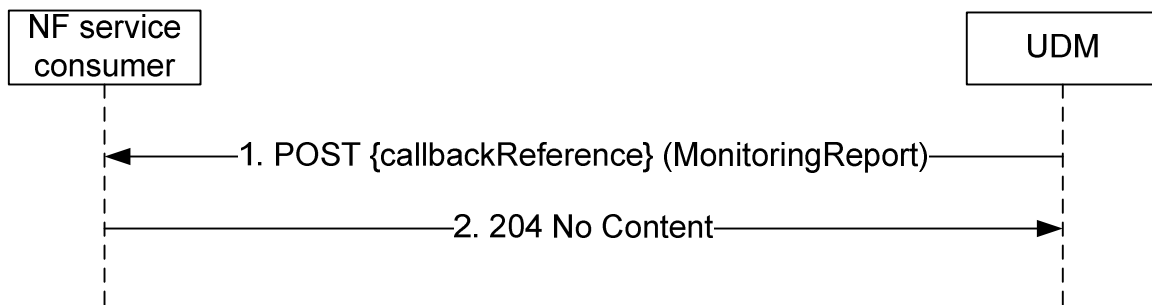 NF service
consumer
UDM
1. POST {callbackReference} (MonitoringReport)
2. 204 No Content